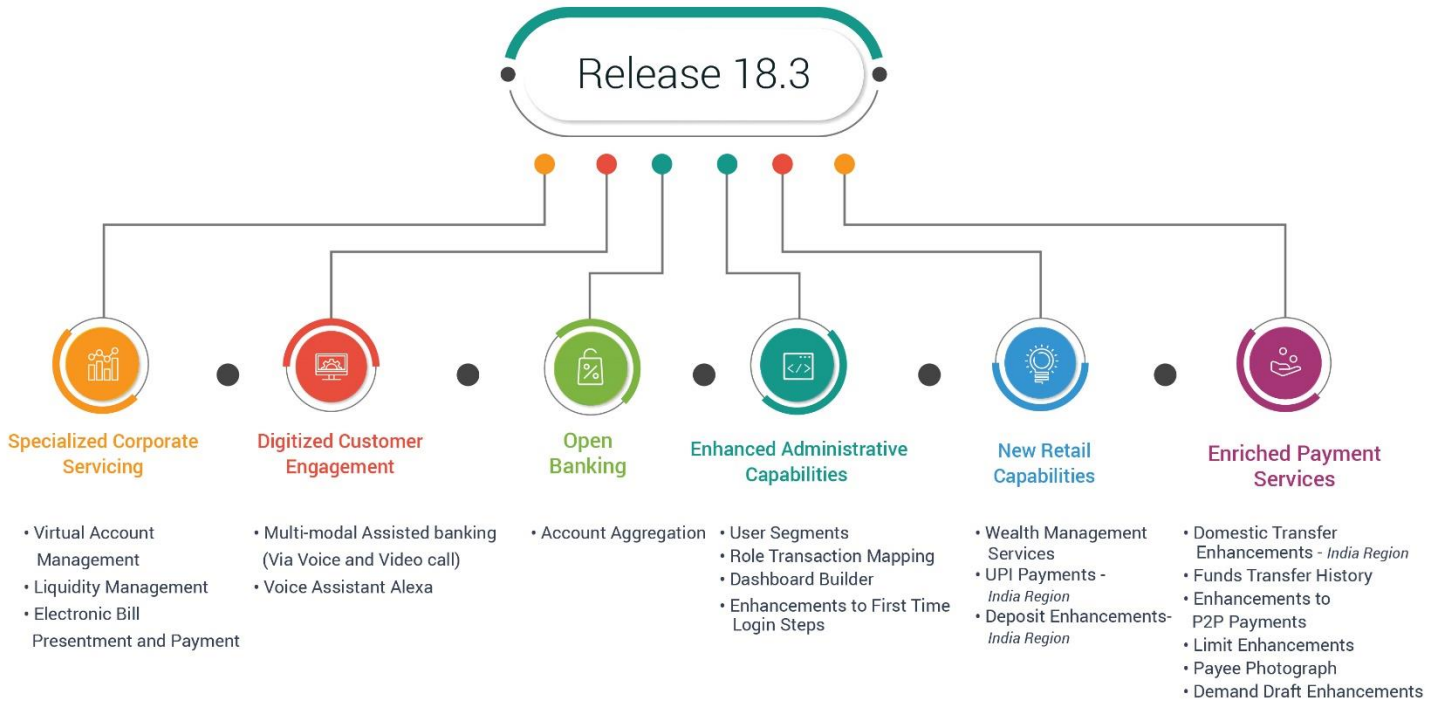 Release 18.3
Specialized Corporate
Servicing
• Virtual Account
Management
• Liquidity Management
• Electronic Bill
Presentment and Payment
Digitized Customer
Engagement
• Multi-modal Assisted banking
(Via Voice and Video call)
• Voice Assistant Alexa
Open
Banking
• Account Aggregation
Enhanced Administrative
Capabilities
• User Segments
• Role Transaction Mapping
• Dashboard Builder
• Enhancements to First Time
Login Steps
New Retail
Capabilities
• Wealth Management
Services
• UPI Payments -
India Region
• Deposit Enhancements-
India Region
Enriched Payment
Services
• Domestic Transfer
Enhancements - India Region
• Funds Transfer History
• Enhancements to
P2P Payments
• Limit Enhancements
• Payee Photograph
• Demand Draft Enhancements